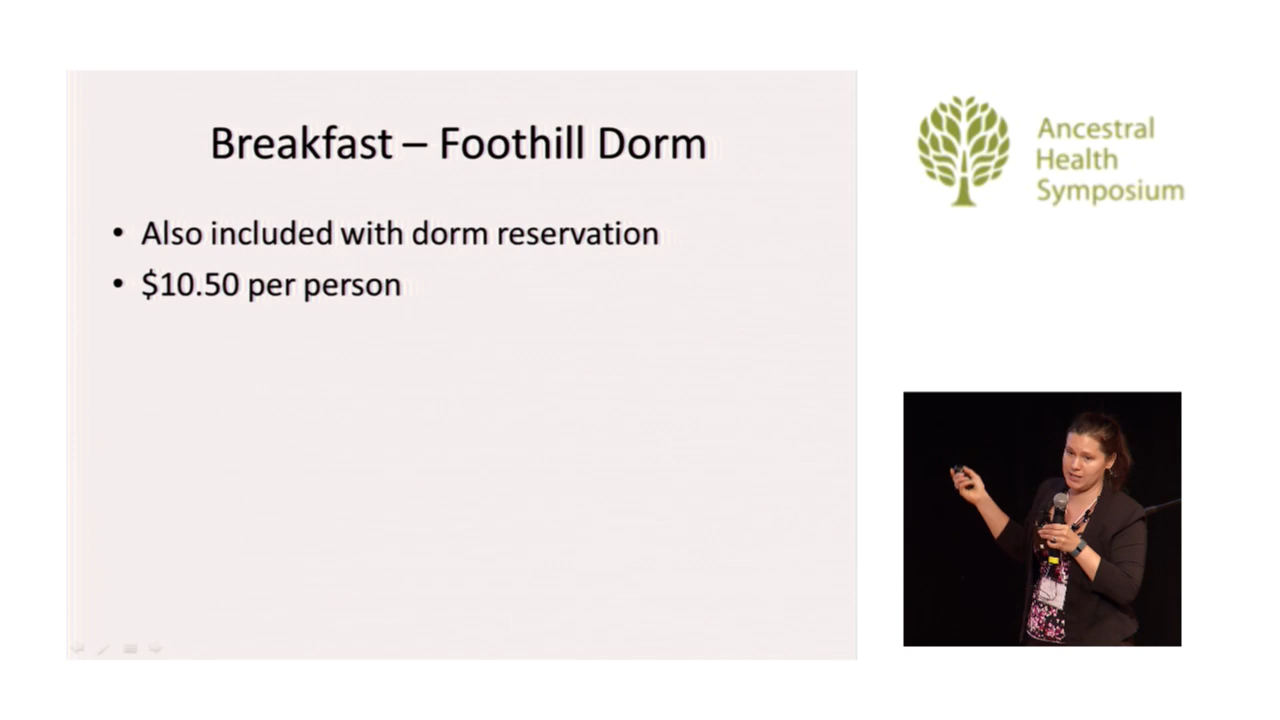 Breakfast – Foothill Dorm
• Also included with dorm reservation
• $10.50 per person
Ancestral
Health
Symposium